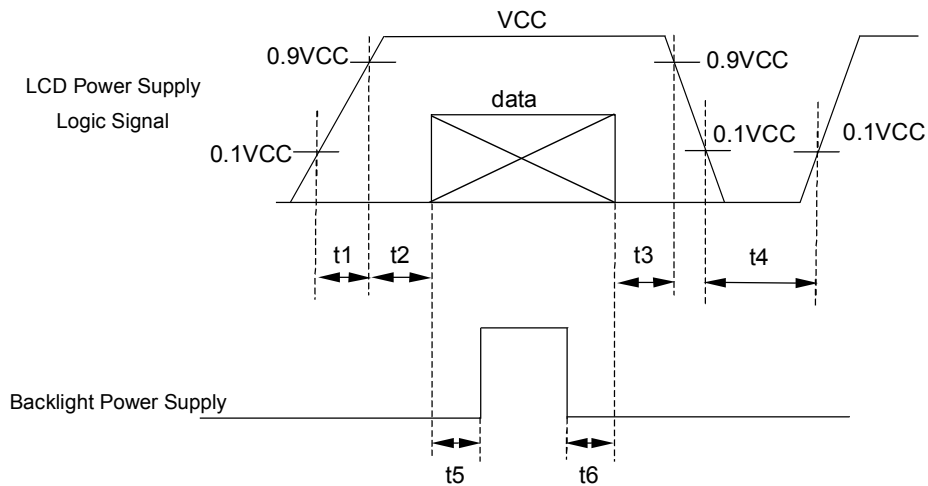 VCC
0.9VCC
0.9VCC
LCD Power Supply
Logic Signal
data
0.1VCC
0.1VCC
0.1VCC
t1
t2
t3
t4
Backlight Power Supply
t5
t6